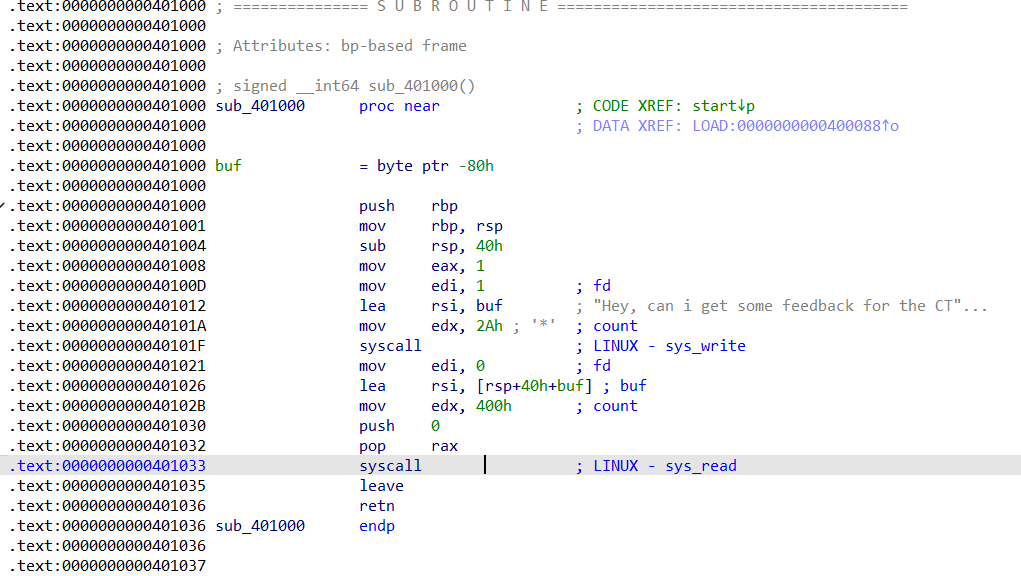 .text:0000000000401000 ; =============== S U B R O U T I N E =======================================
.text:0000000000401000
.text:0000000000401000 ; Attributes: bp-based frame
.text:0000000000401000
.text:0000000000401000 ; signed __int64 sub_401000()
.text:0000000000401000 sub_401000      proc near               ; CODE XREF: start↓p
.text:0000000000401000                                         ; DATA XREF: LOAD:0000000000400088↑o
.text:0000000000401000
.text:0000000000401000 buf             = byte ptr -80h
.text:0000000000401000
.text:0000000000401000                 push    rbp
.text:0000000000401001                 mov     rbp, rsp
.text:0000000000401004                 sub     rsp, 40h
.text:0000000000401008                 mov     eax, 1
.text:000000000040100D                 mov     edi, 1          ; fd
.text:0000000000401012                 lea     rsi, buf        ; "Hey, can i get some feedback for the CT"...
.text:000000000040101A                 mov     edx, 2Ah ; '*'  ; count
.text:000000000040101F                 syscall                 ; LINUX - sys_write
.text:0000000000401021                 mov     edi, 0          ; fd
.text:0000000000401026                 lea     rsi, [rsp+40h+buf] ; buf
.text:000000000040102B                 mov     edx, 400h       ; count
.text:0000000000401030                 push    0
.text:0000000000401032                 pop     rax
.text:0000000000401033                 syscall                 ; LINUX - sys_read
.text:0000000000401035                 leave
.text:0000000000401036                 retn
.text:0000000000401036 sub_401000      endp
.text:0000000000401036
.text:0000000000401037